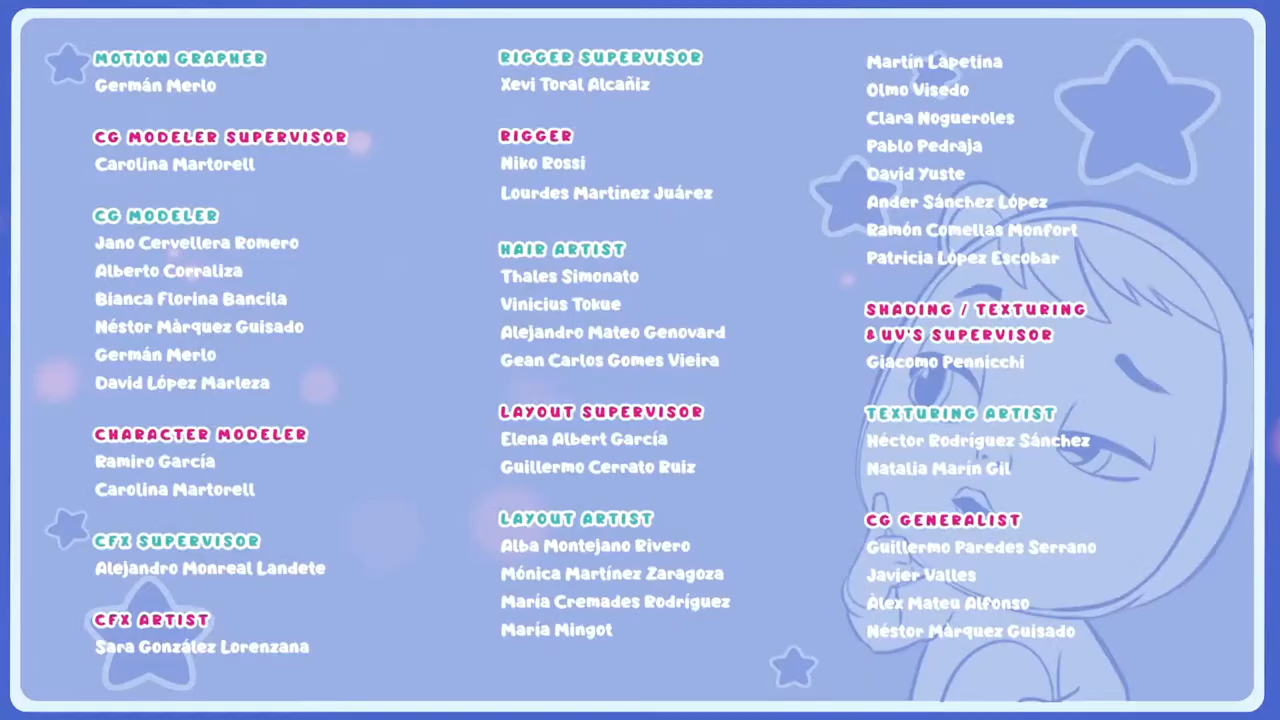 MOTION GRAPHER
Germán Merlo
CG MODELER SUPERVISOR
Carolina Martorell
CG MODELER
Jano Cervellera Romero
Alberto Corraliza
Bianca Florina Bancila
Néstor Màrquez Guisado
Germán Merlo
David López Marleza
CHARACTER MODELER
Ramiro García
Carolina Martorell
CFX SUPERVISOR
Alejandro Monreal Landete
CFX ARTIST
Sara González Lorenzana
RIGGER SUPERVISOR
Xevi Toral Alcañiz
RIGGER
Niko Rossi
Lourdes Martínez Juárez
HAIR ARTIST
Thales Simonato
Vinicius Tokue
Alejandro Mateo Genovard
Gean Carlos Gomes Vieira
LAYOUT SUPERVISOR
Elena Albert García
Guillermo Cerrato Ruiz
LAYOUT ARTIST
Alba Montejano Rivero
Mónica Martínez Zaragoza
María Cremades Rodríguez
María Mingot
Martín Lapetina
Olmo Visedo
Clara Nogueroles
Pablo Pedraja
David Yuste
Ander Sánchez López
Ramón Comellas Monfort
Patricia López Escobar
SHADING / TEXTURING
& UV'S SUPERVISOR
Giacomo Pennicchi
TEXTURING ARTIST
Héctor Rodríguez Sánchez
Natalia Marín Gil
CG GENERALIST
Guillermo Paredes Serrano
Javier Valles
Àlex Mateu Alfonso
Néstor Màrquez Guisado